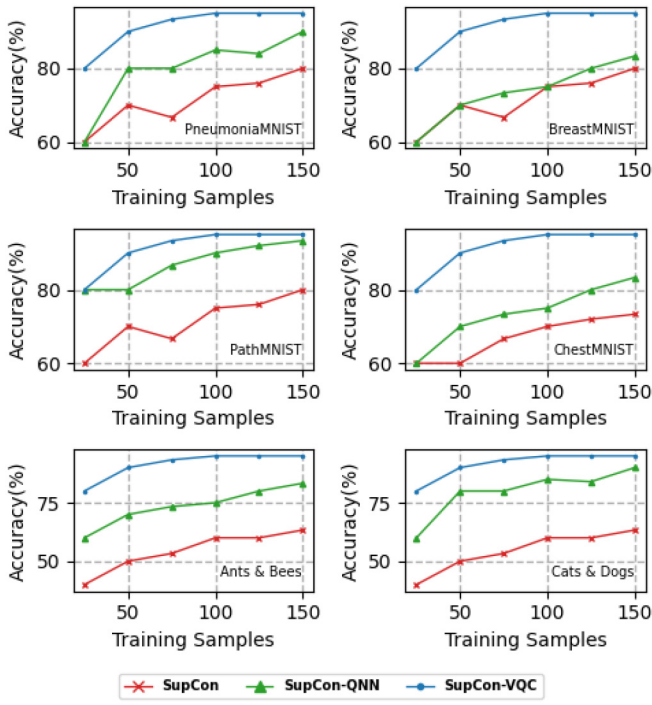 Accuracy(%)
80
60
PneumoniaMNIST
50 100 150
Training Samples
Accuracy(%)
80
60
BreastMNIST
50 100 150
Training Samples
Accuracy(%)
80
60
PathMNIST
50 100 150
Training Samples
Accuracy(%)
80
60
ChestMNIST
50 100 150
Training Samples
Accuracy(%)
75
50
Ants & Bees
50 100 150
Training Samples
Accuracy(%)
75
50
Cats & Dogs
50 100 150
Training Samples
SupCon SupCon-QNN SupCon-VQC